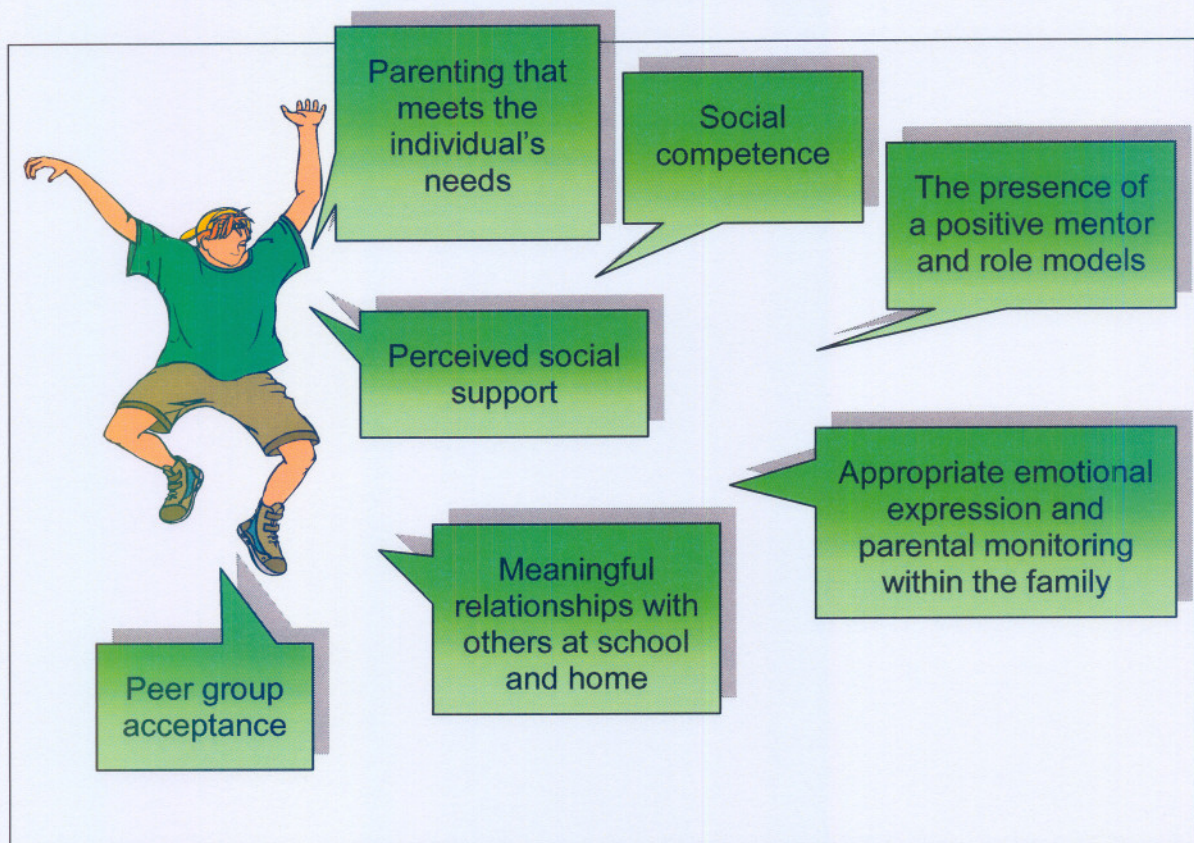 Parenting that
meets the
individual's
needs
Social
competence
The presence of
a positive mentor
and role models
Perceived social
support
Appropriate emotional
expression and
parental monitoring
within the family
Meaningful
relationships with
others at school
and home
Peer group
acceptance